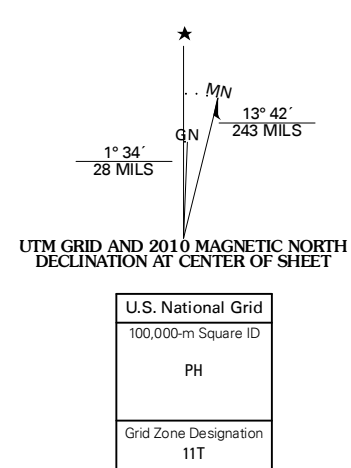 MN
13° 42´
243 MILS
GN
1° 34´
28 MILS
UTM GRID AND 2010 MAGNETIC NORTH
DECLINATION AT CENTER OF SHEET
U.S. National Grid
100,000-m Square ID
PH
Grid Zone Designation
11T